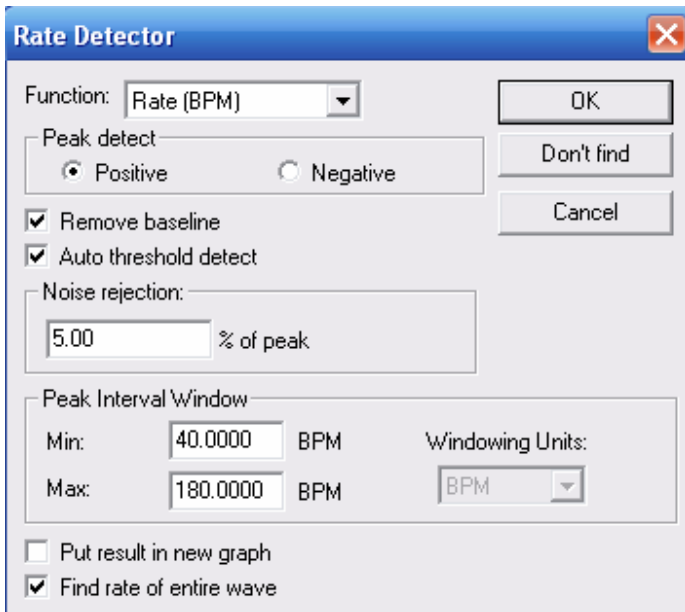 Rate Detector
Function: Rate (BPM)
OK
Peak detect
Positive Negative
Don't find
Remove baseline
Cancel
Auto threshold detect
Noise rejection:
5.00 % of peak
Peak Interval Window
Min: 40.0000 BPM Windowing Units:
Max: 180.0000 BPM BPM
Put result in new graph
Find rate of entire wave